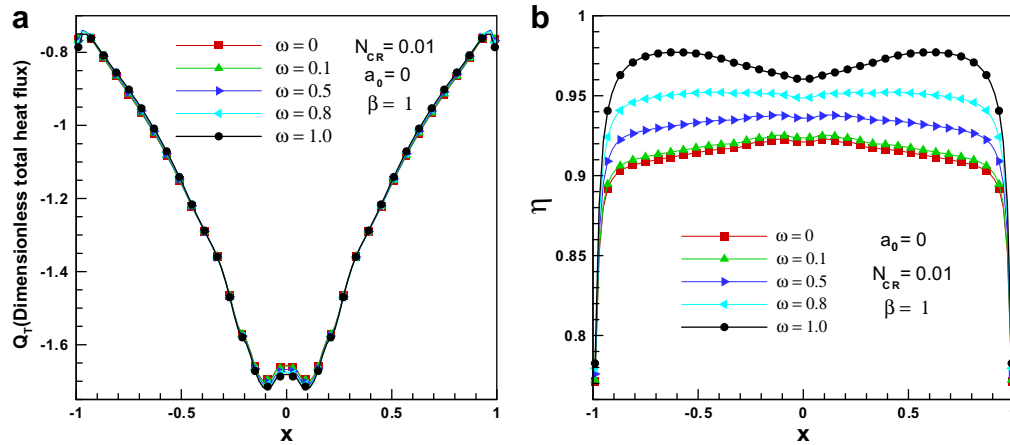 a
Q_T(Dimensionless total heat flux)
-0.8
-1
-1.2
-1.4
-1.6
-1
-0.5
0
0.5
1
x
ω = 0
ω = 0.1
ω = 0.5
ω = 0.8
ω = 1.0
N_CR = 0.01
a_0 = 0
β = 1
b
η
1
0.95
0.9
0.85
0.8
-1
-0.5
0
0.5
1
x
ω = 0
ω = 0.1
ω = 0.5
ω = 0.8
ω = 1.0
a_0 = 0
N_CR = 0.01
β = 1